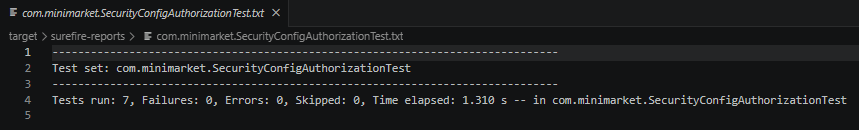 com.minimarket.SecurityConfigAuthorizationTest.txt ×
target > surefire-reports > com.minimarket.SecurityConfigAuthorizationTest.txt
1 -------------------------------------------------------------------------------
2 Test set: com.minimarket.SecurityConfigAuthorizationTest
3 -------------------------------------------------------------------------------
4 Tests run: 7, Failures: 0, Errors: 0, Skipped: 0, Time elapsed: 1.310 s -- in com.minimarket.SecurityConfigAuthorizationTest
5